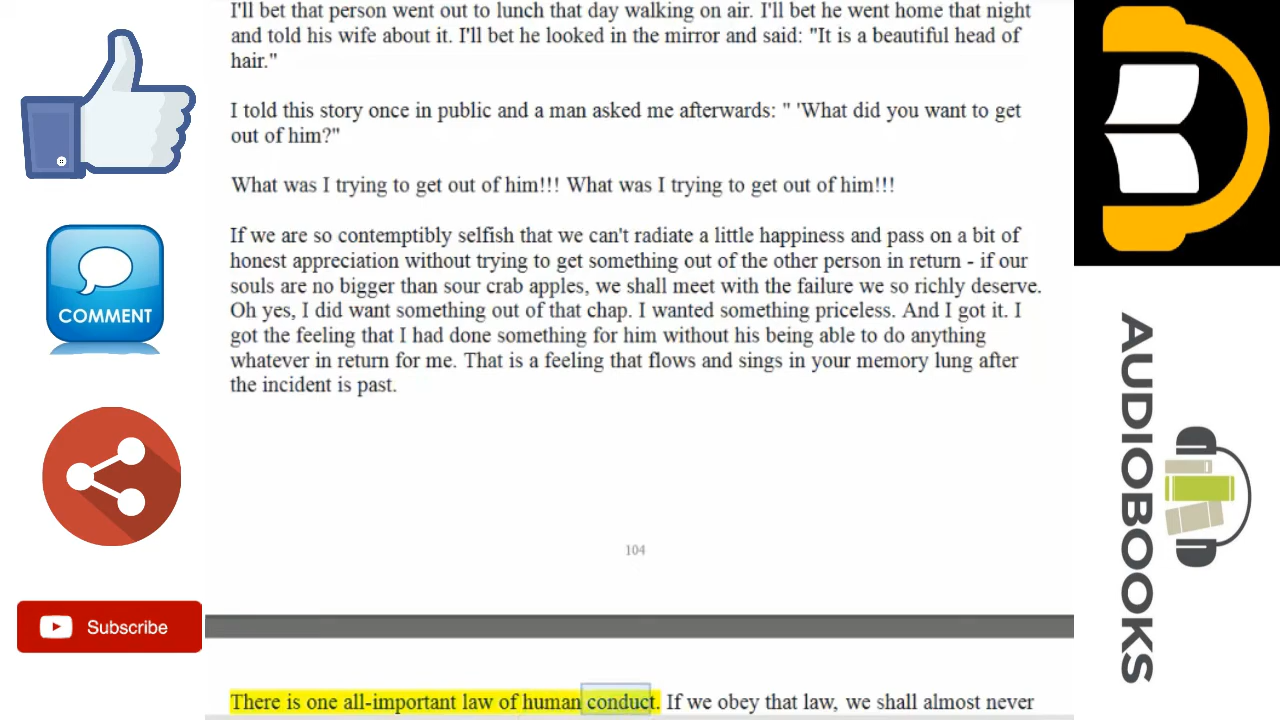 I'll bet that person went out to lunch that day walking on air. I'll bet he went home that night
and told his wife about it. I'll bet he looked in the mirror and said: "It is a beautiful head of
hair."
I told this story once in public and a man asked me afterwards: " 'What did you want to get
out of him?"
What was I trying to get out of him!!! What was I trying to get out of him!!!
If we are so contemptibly selfish that we can't radiate a little happiness and pass on a bit of
honest appreciation without trying to get something out of the other person in return - if our
souls are no bigger than sour crab apples, we shall meet with the failure we so richly deserve.
Oh yes, I did want something out of that chap. I wanted something priceless. And I got it. I
got the feeling that I had done something for him without his being able to do anything
whatever in return for me. That is a feeling that flows and sings in your memory lung after
the incident is past.
104
There is one all-important law of human conduct. If we obey that law, we shall almost never
COMMENT
Subscribe
AUDIOBOOKS